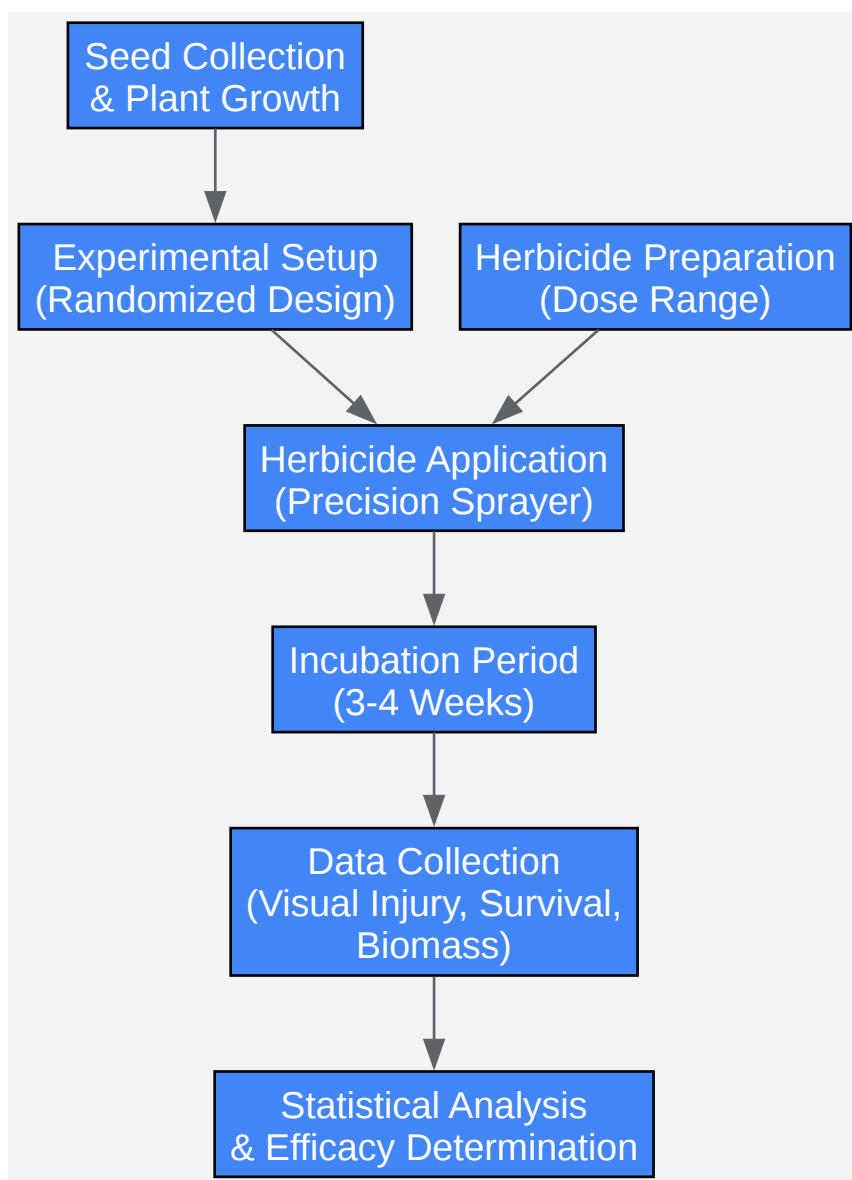 Seed Collection
& Plant Growth
Experimental Setup
(Randomized Design)
Herbicide Preparation
(Dose Range)
Herbicide Application
(Precision Sprayer)
Incubation Period
(3-4 Weeks)
Data Collection
(Visual Injury, Survival,
Biomass)
Statistical Analysis
& Efficacy Determination